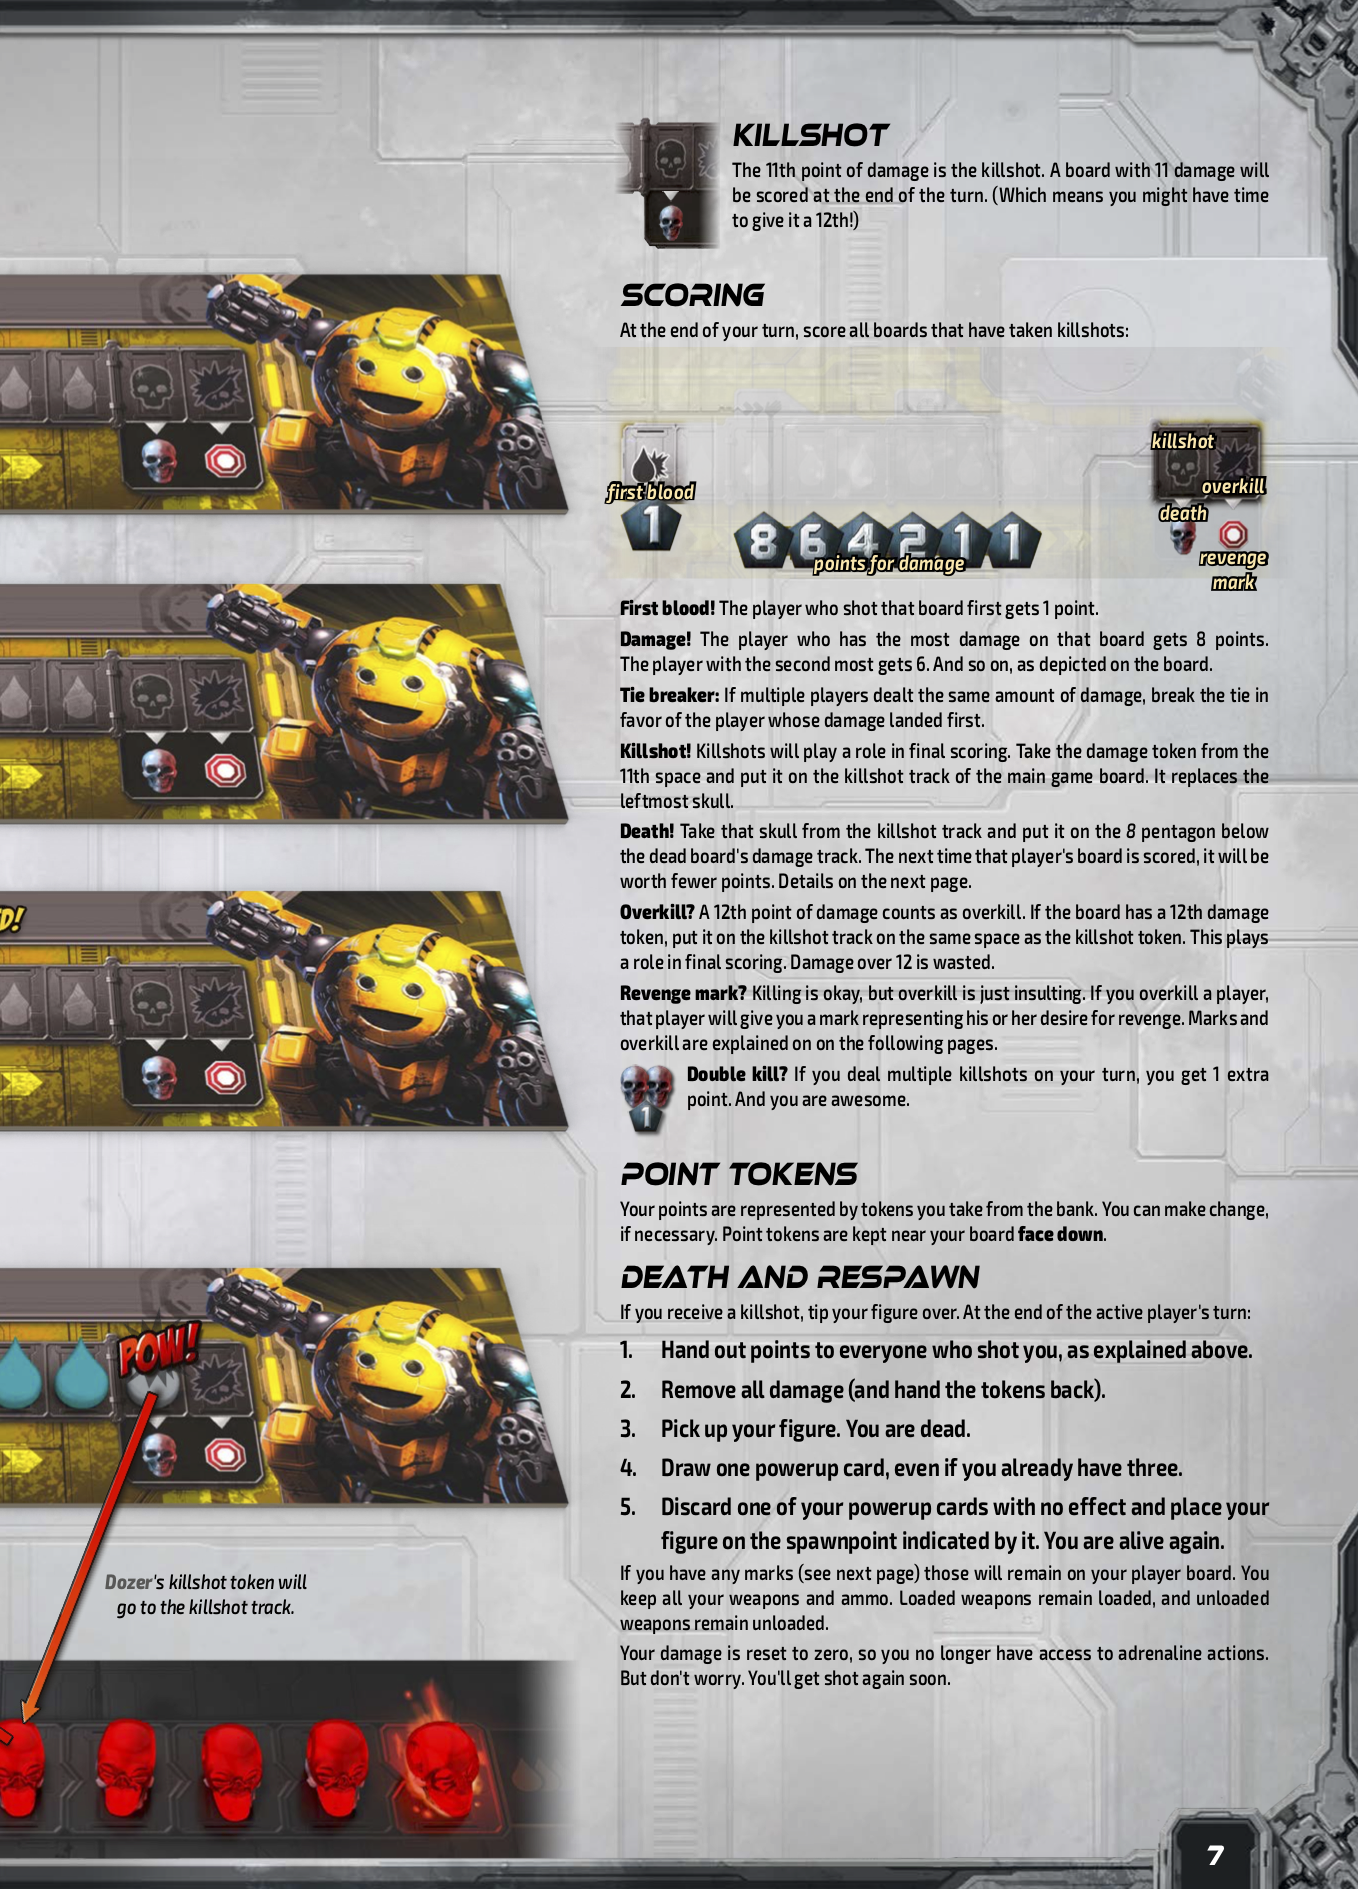 KILLSHOT
The 11th point of damage is the killshot. A board with 11 damage will
be scored at the end of the turn. (Which means you might have time
to give it a 12th!)
SCORING
At the end of your turn, score all boards that have taken killshots:
killshot
first blood
overkill
death
1
8 6 4 2 1 1
points for damage
revenge
mark
First blood! The player who shot that board first gets 1 point.
Damage! The player who has the most damage on that board gets 8 points.
The player with the second most gets 6. And so on, as depicted on the board.
Tie breaker: If multiple players dealt the same amount of damage, break the tie in
favor of the player whose damage landed first.
Killshot! Killshots will play a role in final scoring. Take the damage token from the
11th space and put it on the killshot track of the main game board. It replaces the
leftmost skull.
Death! Take that skull from the killshot track and put it on the 8 pentagon below
the dead board's damage track. The next time that player's board is scored, it will be
worth fewer points. Details on the next page.
Overkill? A 12th point of damage counts as overkill. If the board has a 12th damage
token, put it on the killshot track on the same space as the killshot token. This plays
a role in final scoring. Damage over 12 is wasted.
Revenge mark? Killing is okay, but overkill is just insulting. If you overkill a player,
that player will give you a mark representing his or her desire for revenge. Marks and
overkill are explained on on the following pages.
Double kill? If you deal multiple killshots on your turn, you get 1 extra
point. And you are awesome.
1
POINT TOKENS
Your points are represented by tokens you take from the bank. You can make change,
if necessary. Point tokens are kept near your board face down.
DEATH AND RESPAWN
If you receive a killshot, tip your figure over. At the end of the active player's turn:
1. Hand out points to everyone who shot you, as explained above.
2. Remove all damage (and hand the tokens back).
3. Pick up your figure. You are dead.
4. Draw one powerup card, even if you already have three.
5. Discard one of your powerup cards with no effect and place your
figure on the spawnpoint indicated by it. You are alive again.
If you have any marks (see next page) those will remain on your player board. You
keep all your weapons and ammo. Loaded weapons remain loaded, and unloaded
weapons remain unloaded.
Your damage is reset to zero, so you no longer have access to adrenaline actions.
But don't worry. You'll get shot again soon.
POW!
Dozer's killshot token will
go to the killshot track.
7